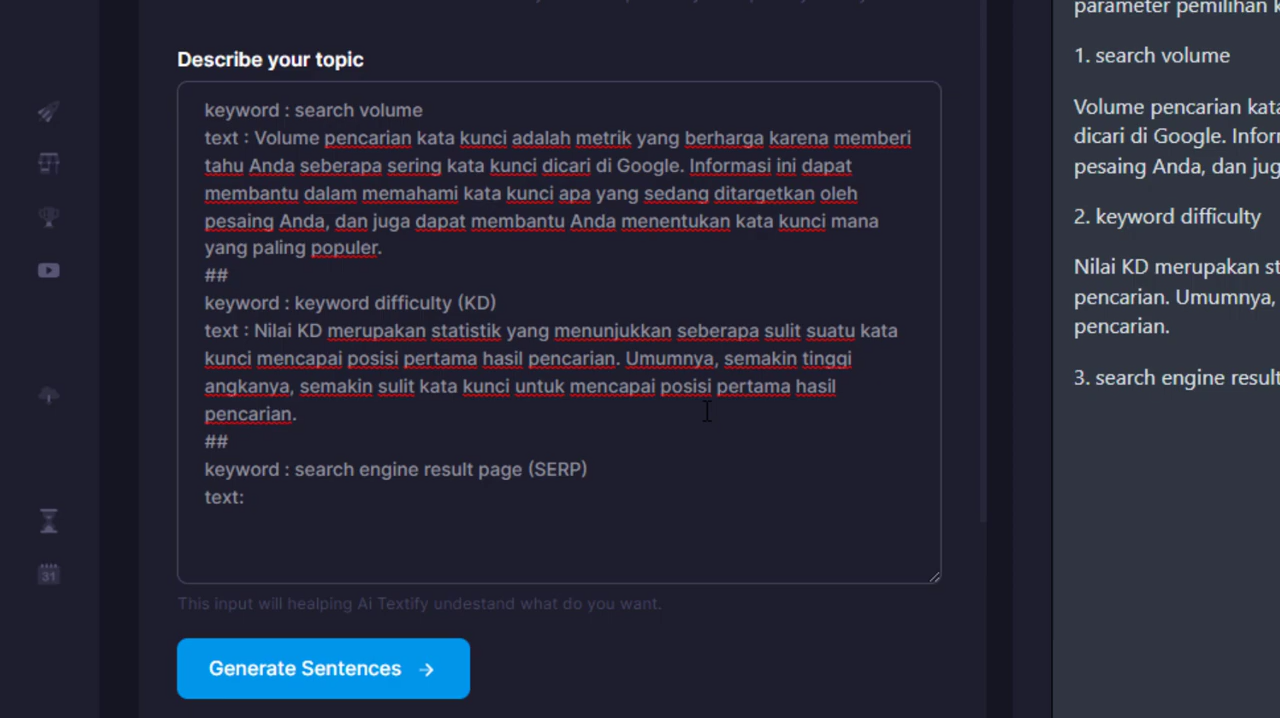 Describe your topic
keyword : search volume
text : Volume pencarian kata kunci adalah metrik yang berharga karena memberi
tahu Anda seberapa sering kata kunci dicari di Google. Informasi ini dapat
membantu dalam memahami kata kunci apa yang sedang ditargetkan oleh
pesaing Anda, dan juga dapat membantu Anda menentukan kata kunci mana
yang paling populer.
##
keyword : keyword difficulty (KD)
text : Nilai KD merupakan statistik yang menunjukkan seberapa sulit suatu kata
kunci mencapai posisi pertama hasil pencarian. Umumnya, semakin tinggi
angkanya, semakin sulit kata kunci untuk mencapai posisi pertama hasil
pencarian.
##
keyword : search engine result page (SERP)
text:
This input will healping Ai Textify undestand what do you want.
Generate Sentences
31
parameter pemilihan
1. search volume
Volume pencarian
dicari di Google.
pesaing Anda, dan
2. keyword difficulty
Nilai KD merupakan
pencarian. Umumnya,
pencarian.
3. search engine